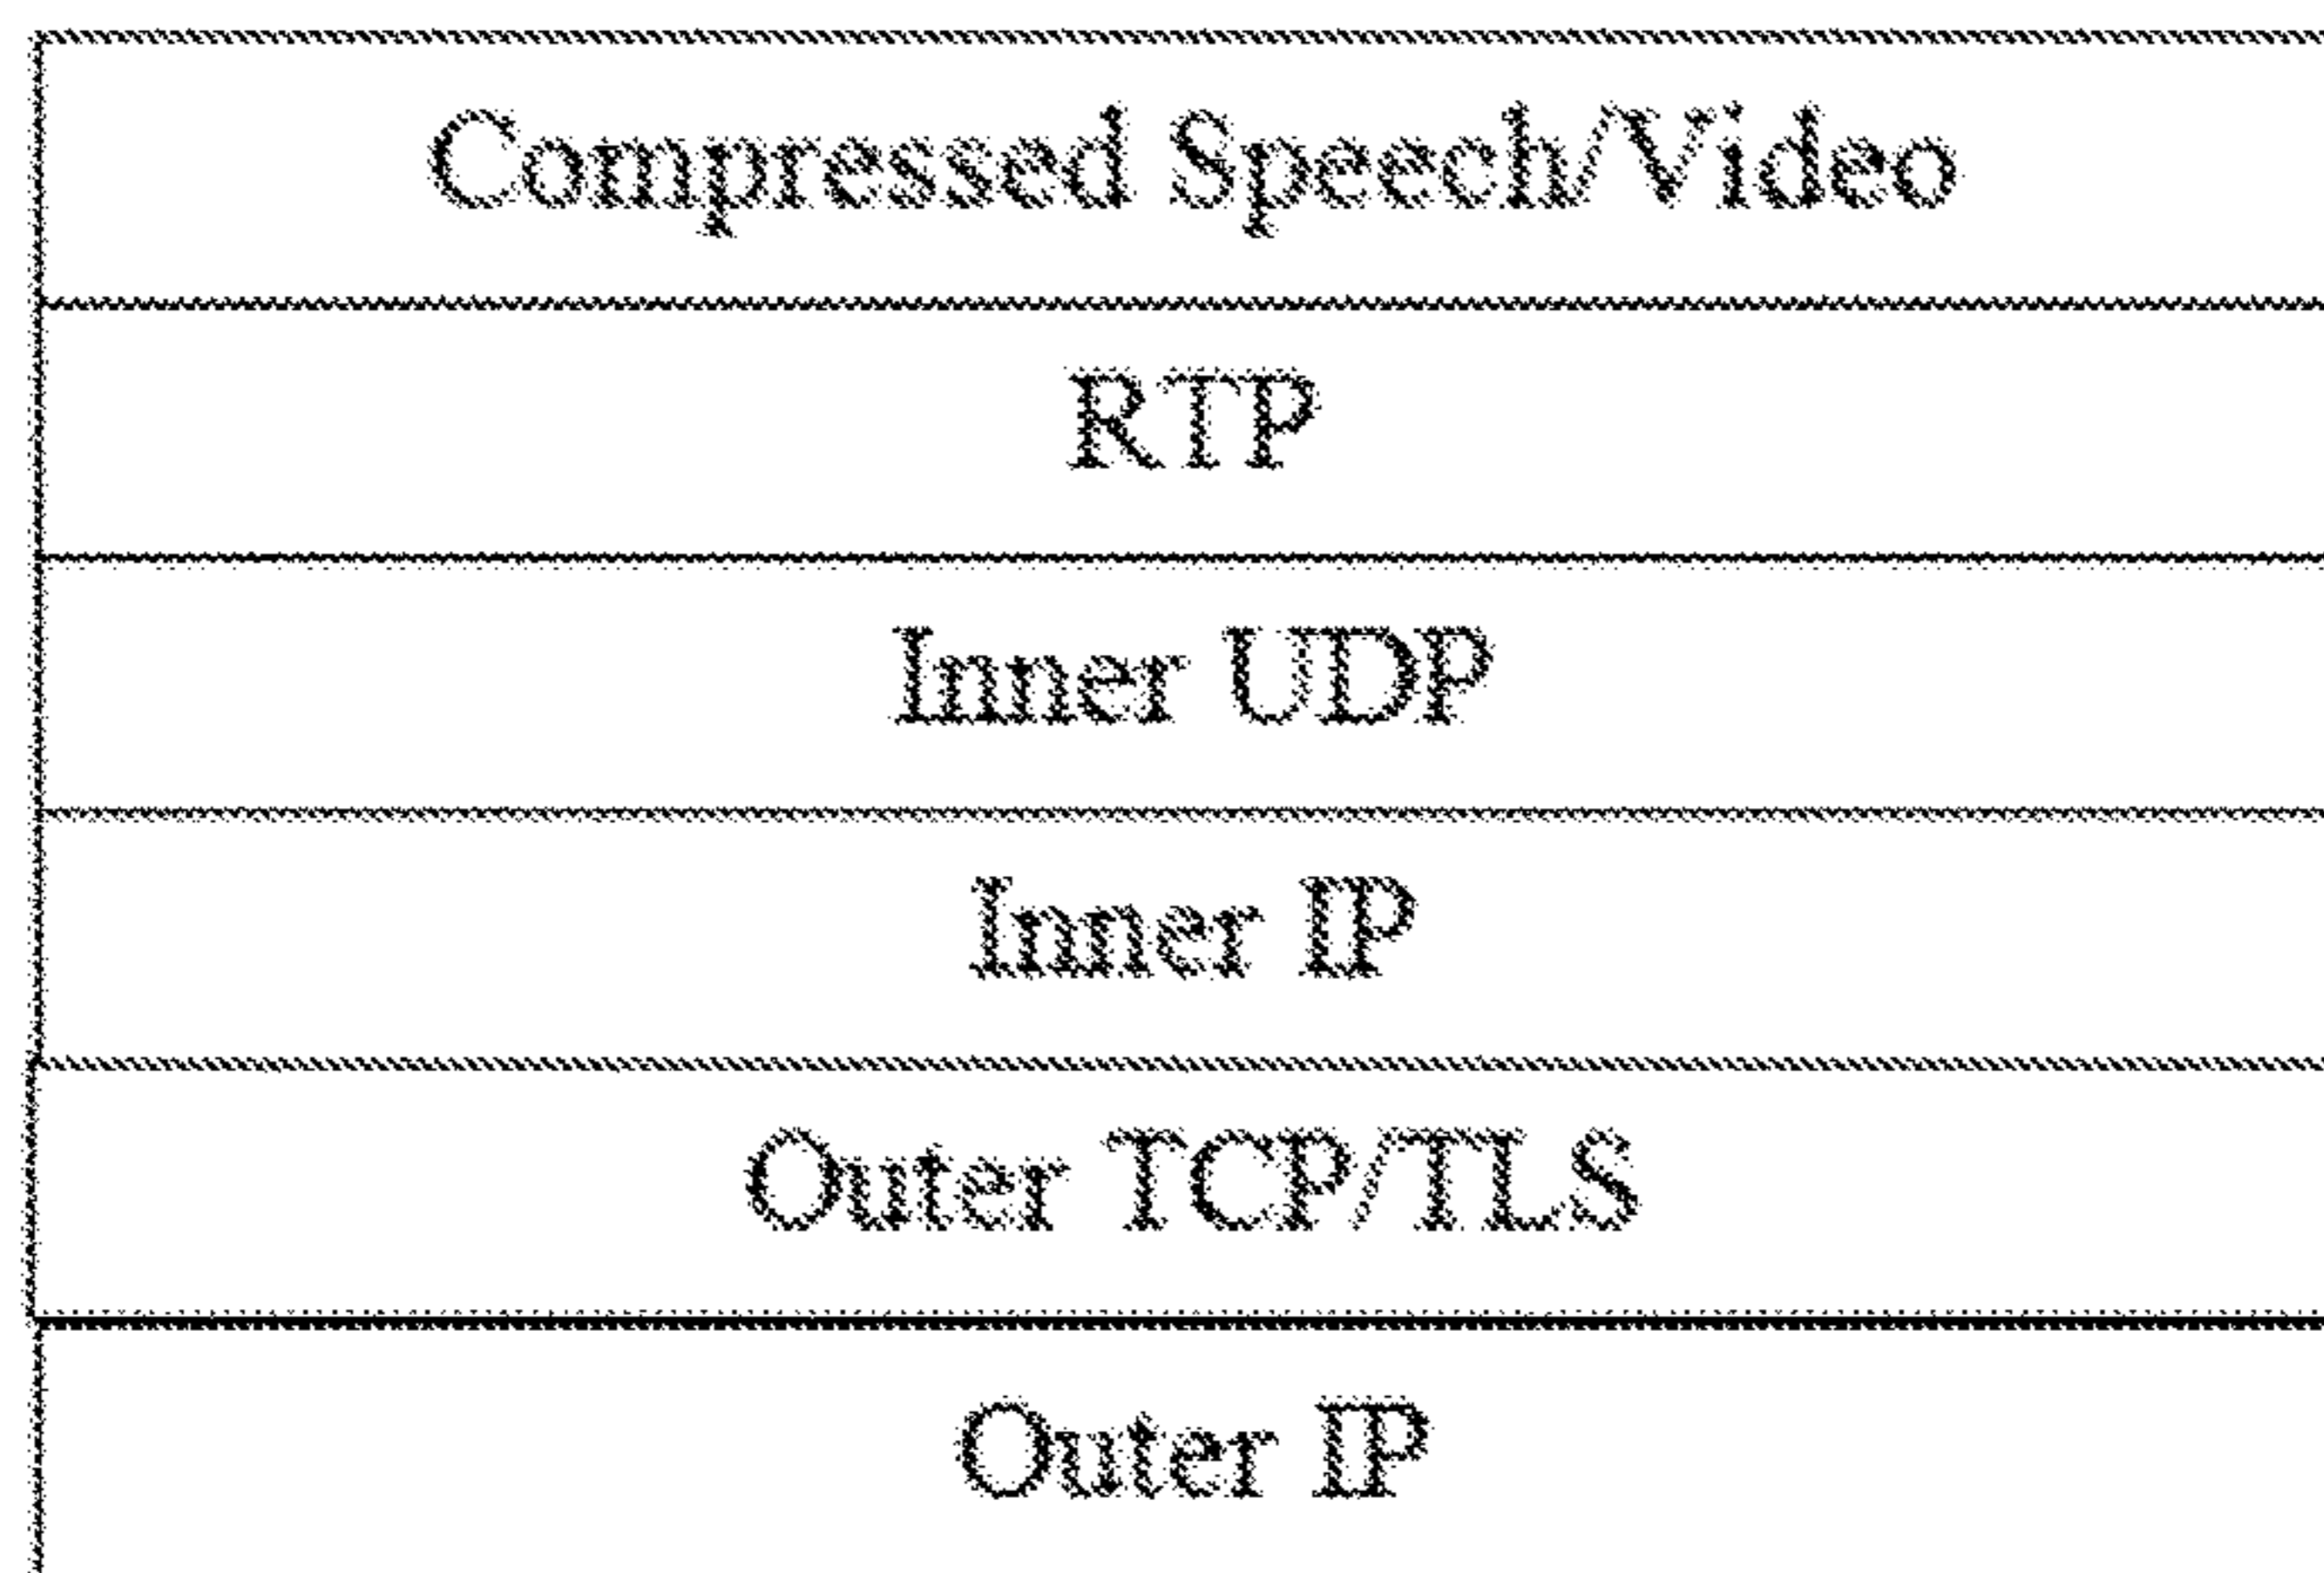 Compressed Speech/Video
RTP
Inner UDP
Inner IP
Outer TCP/TLS
Outer IP